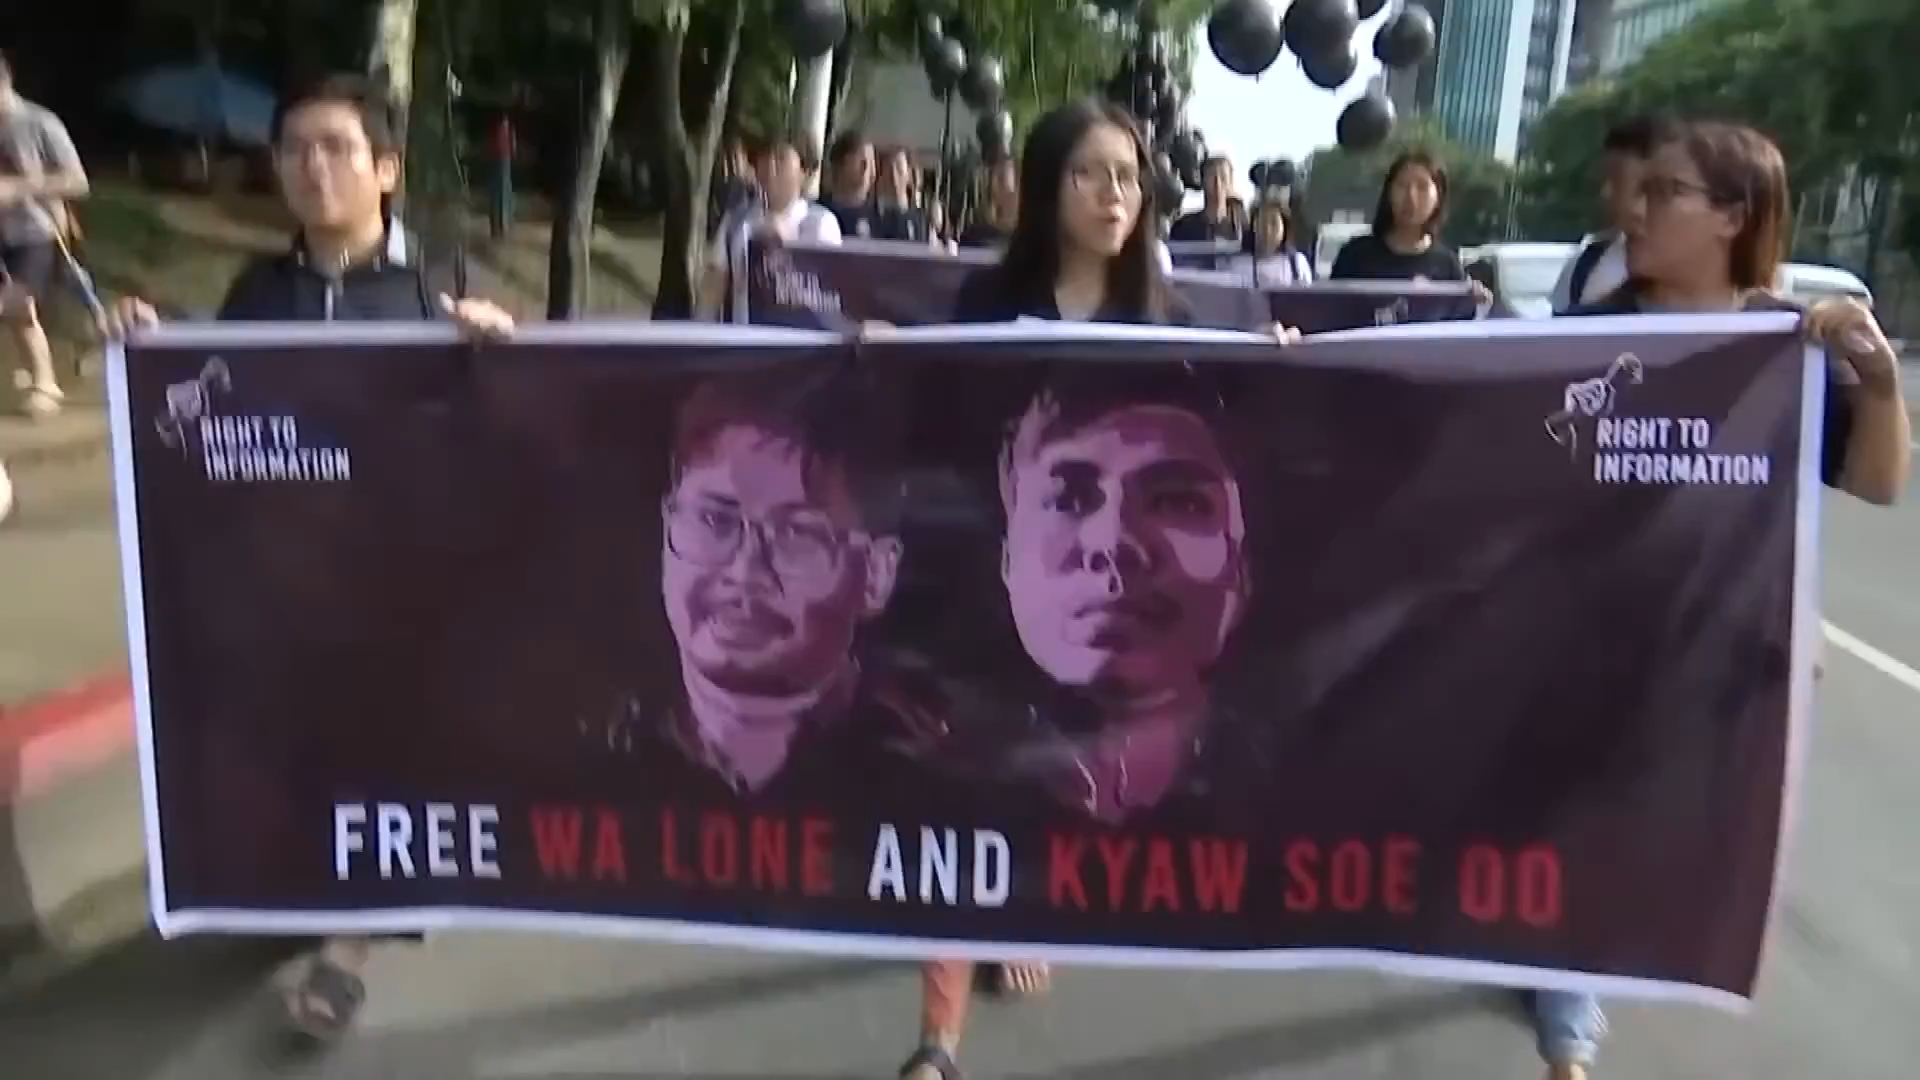 RIGHT TO
INFORMATION
RIGHT TO
INFORMATION
FREE WA LONE AND KYAW SOE OO